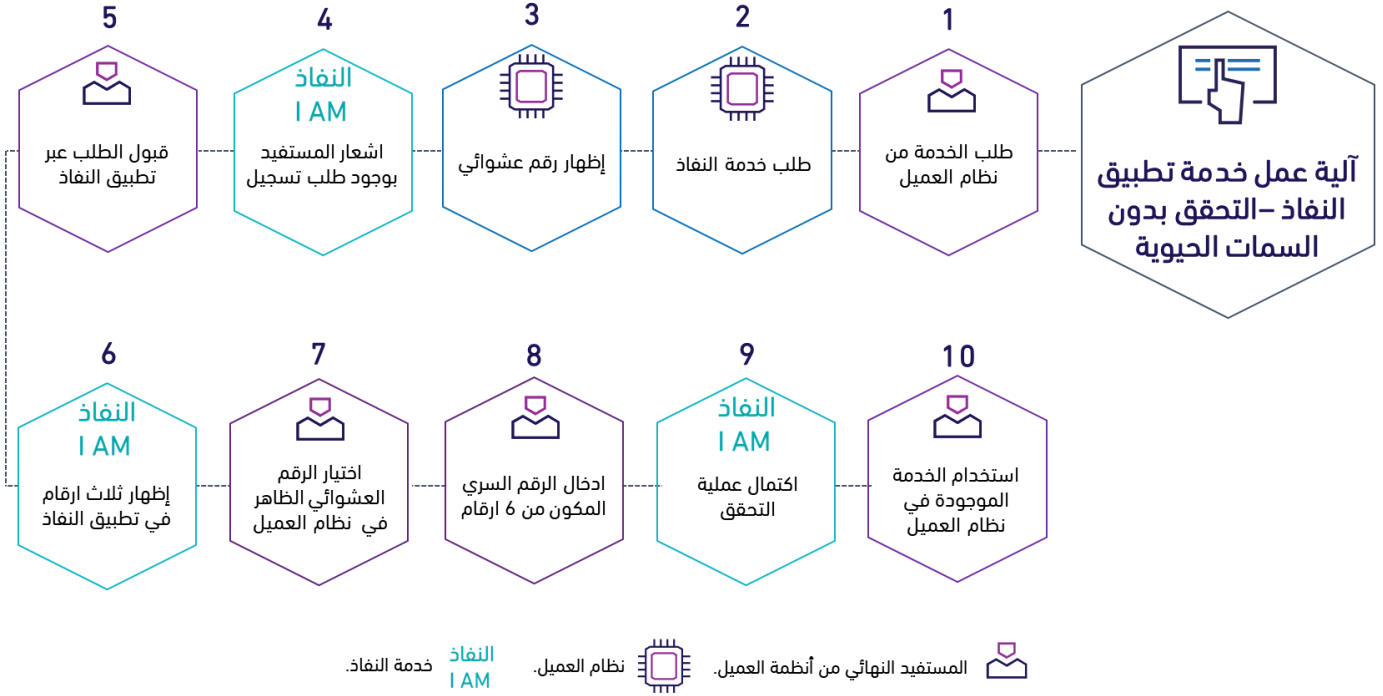 آلية عمل خدمة تطبيق
النفاذ –التحقق بدون
السمات الحيوية
1
طلب الخدمة من
نظام العميل
2
طلب خدمة النفاذ
3
إظهار رقم عشوائي
4
النفاذ
I AM
اشعار المستفيد
بوجود طلب تسجيل
5
قبول الطلب عبر
تطبيق النفاذ
6
النفاذ
I AM
إظهار ثلاث ارقام
في تطبيق النفاذ
7
اختيار الرقم
العشوائي الظاهر
في نظام العميل
8
ادخال الرقم السري
المكون من 6 ارقام
9
النفاذ
I AM
اكتمال عملية
التحقق
10
استخدام الخدمة
الموجودة في
نظام العميل
المستفيد النهائي من أنظمة العميل.
نظام العميل.
النفاذ
I AM
خدمة النفاذ.